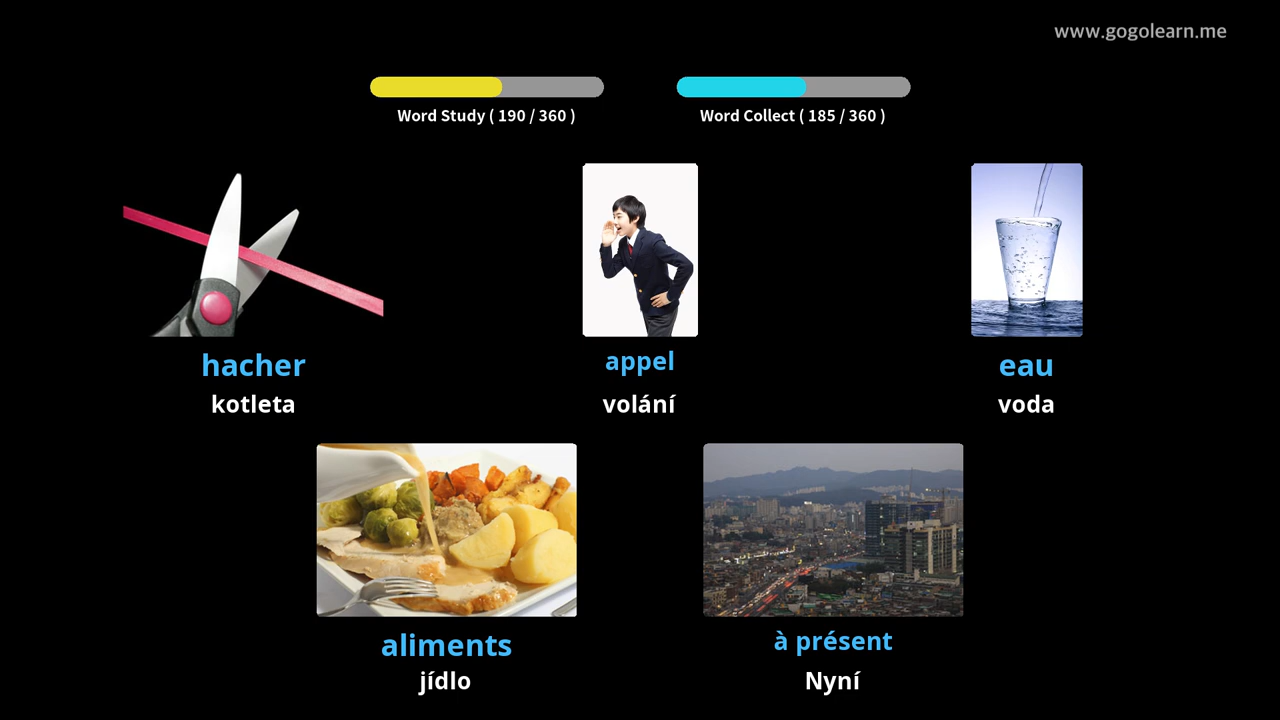 www.gogolearn.me
Word Study ( 190 / 360 )
Word Collect ( 185 / 360 )
hacher
kotleta
appel
volání
eau
voda
aliments
jídlo
à présent
Nyní